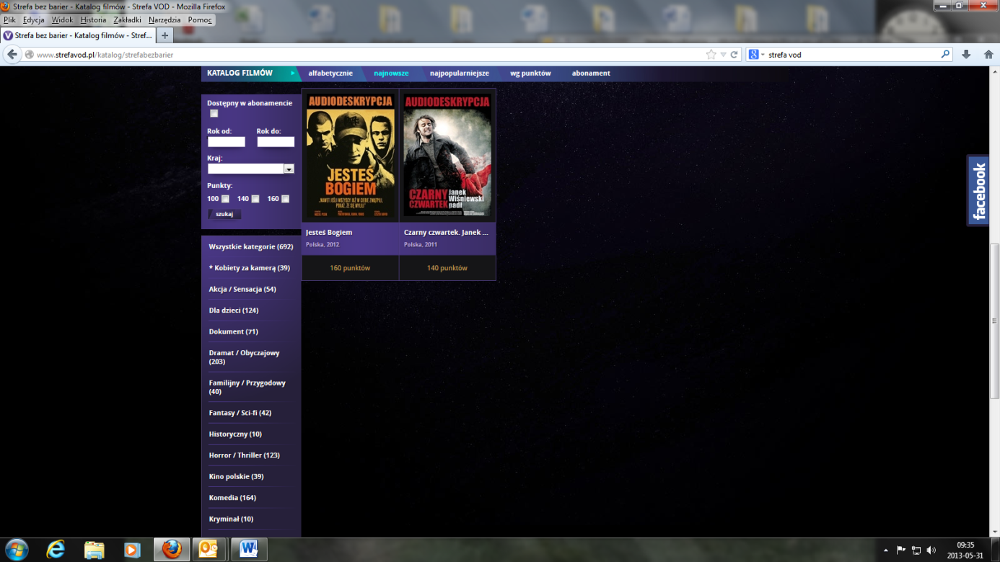 Strefa bez barier - Katalog filmów - Strefa VOD - Mozilla Firefox
Plik Edycja Widok Historia Zakładki Narzędzia Pomoc
Strefa bez barier - Katalog filmów - Stref...
www.strefavod.pl/katalog/strefabezbarier
strefa vod
KATALOG FILMÓW
alfabetycznie najnowsze najpopularniejsze wg punktów abonament
Dostępny w abonamencie
Rok od: Rok do:
Kraj:
Punkty:
100 140 160
szukaj
Wszystkie kategorie (692)
* Kobiety za kamerą (39)
Akcja / Sensacja (54)
Dla dzieci (124)
Dokument (71)
Dramat / Obyczajowy
(203)
Familijny / Przygodowy
(40)
Fantasy / Sci-fi (42)
Historyczny (10)
Horror / Thriller (123)
Kino polskie (39)
Komedia (164)
Kryminał (10)
AUDIODESKRYPCJA
JESTEŚ
BOGIEM
„NAWET JEŚLI WSZYSCY JUŻ W CIEBIE ZWĄTPILI,
POKAŻ, ŻE SIĘ MYLILI”
Jesteś Bogiem
Polska, 2012
160 punktów
AUDIODESKRYPCJA
CZARNY
CZWARTEK
Janek
Wiśniewski
padł
Czarny czwartek. Janek ...
Polska, 2011
140 punktów
facebook
09:35
2013-05-31